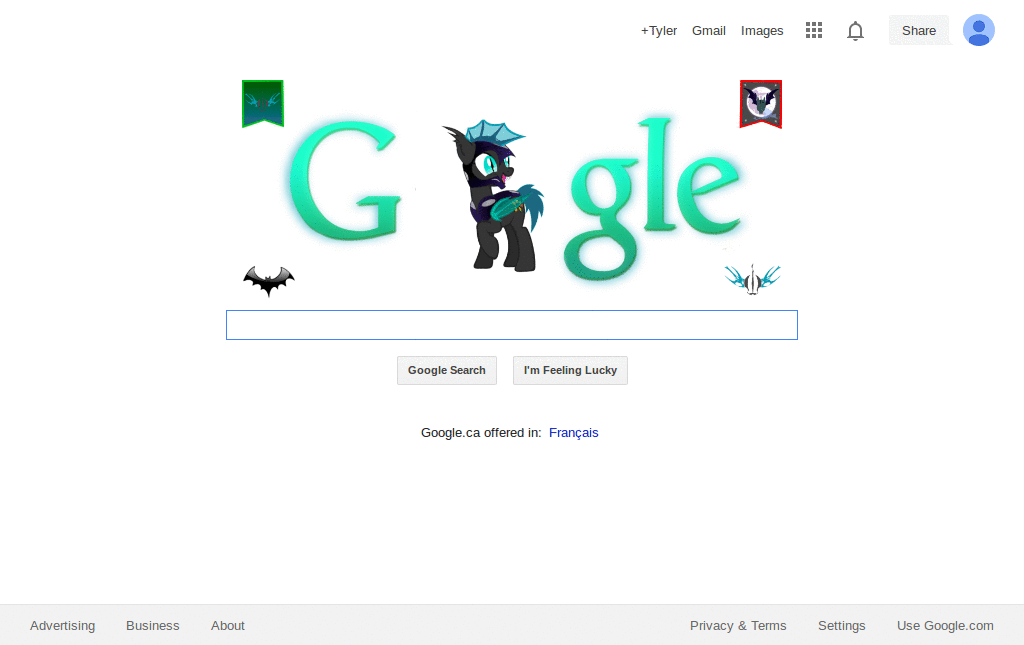 +Tyler Gmail Images Share
G gle
Google Search I'm Feeling Lucky
Google.ca offered in: Français
Advertising Business About Privacy & Terms Settings Use Google.com